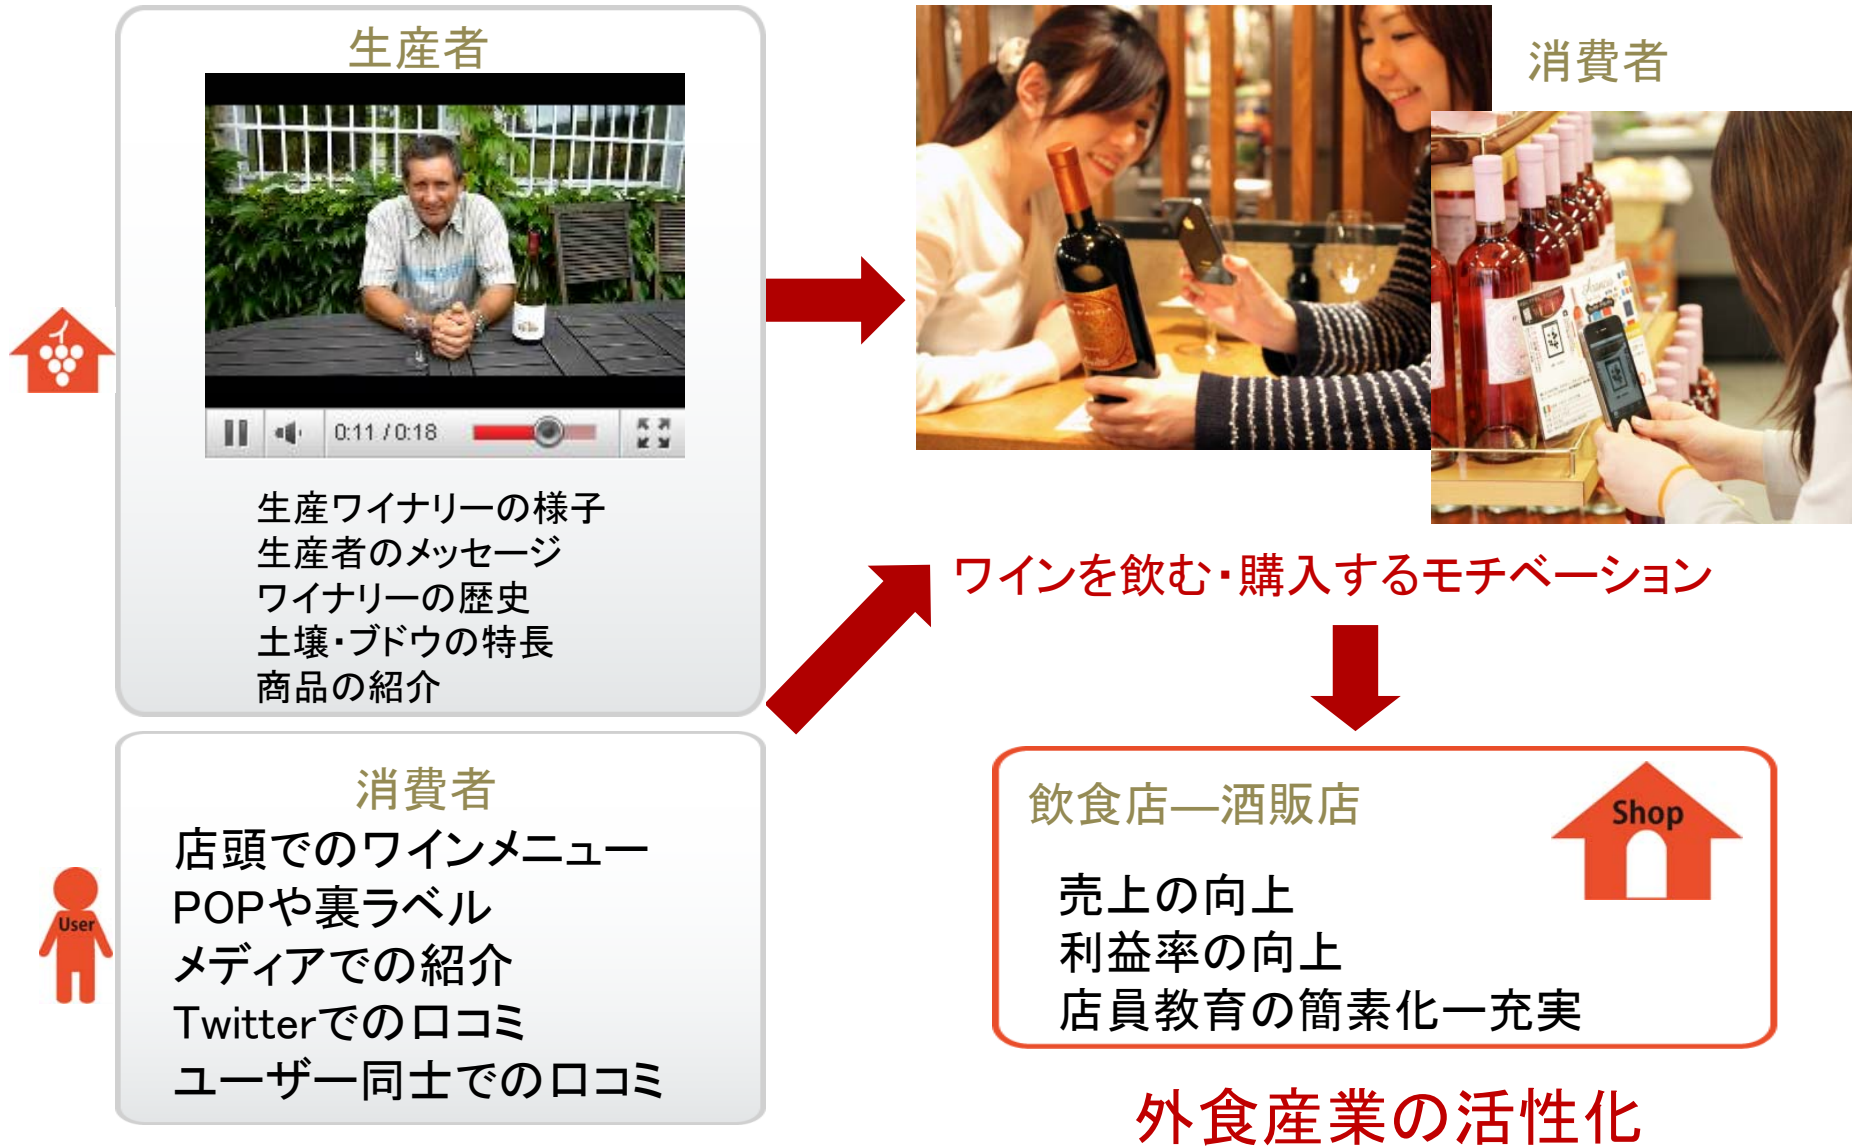 生産者
0:11 / 0:18
生産ワイナリーの様子
生産者のメッセージ
ワイナリーの歴史
土壌・ブドウの特長
商品の紹介
消費者
ワインを飲む・購入するモチベーション
消費者
店頭でのワインメニュー
POPや裏ラベル
メディアでの紹介
Twitterでの口コミ
ユーザー同士での口コミ
User
飲食店―酒販店
Shop
売上の向上
利益率の向上
店員教育の簡素化ー充実
外食産業の活性化